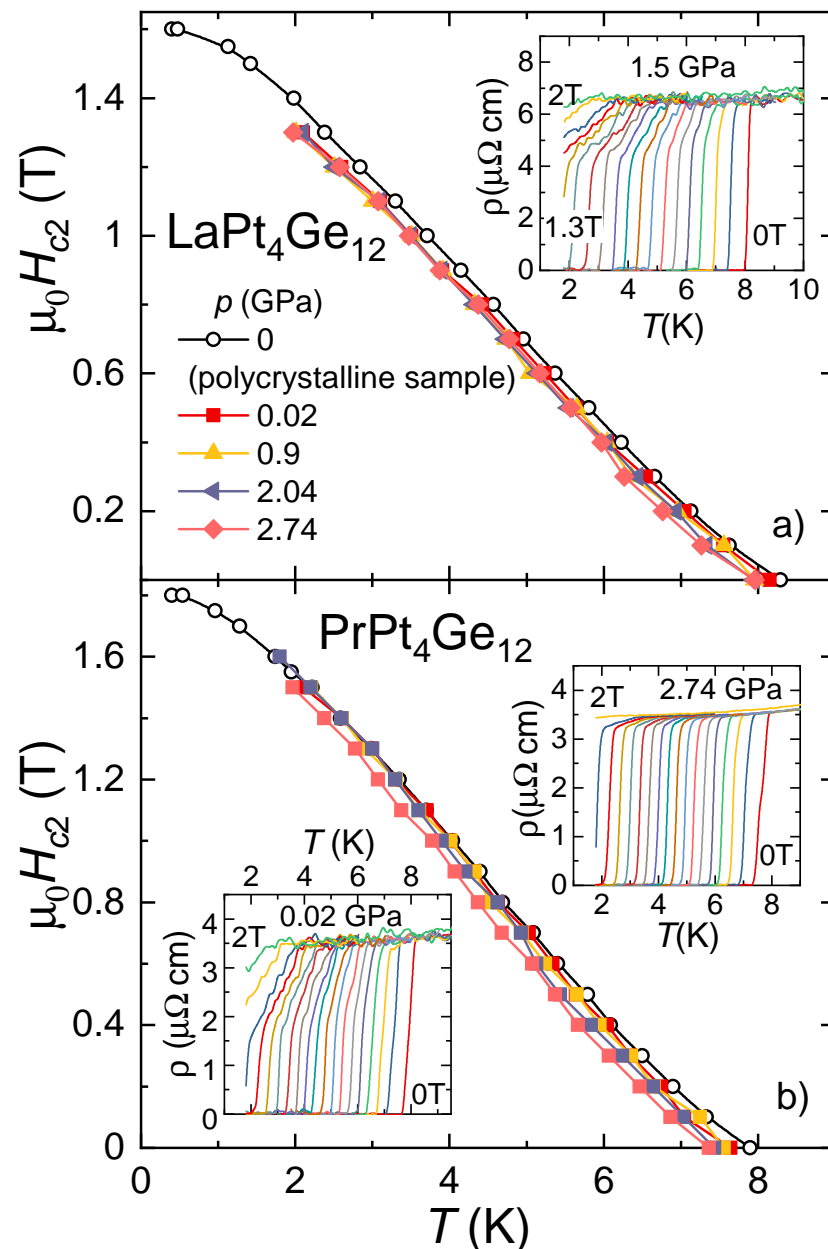 μ₀H_c2 (T)
1.4
1
0.6
0.2
LaPt₄Ge₁₂
p (GPa)
0
(polycrystalline sample)
0.02
0.9
2.04
2.74
a)
1.5 GPa
2T
1.3T
0T
ρ(μΩ cm)
8
6
4
2
0
2 4 6 8 10
T(K)
PrPt₄Ge₁₂
μ₀H_c2 (T)
1.6
1.2
0.8
0.4
0
b)
2.74 GPa
2T
0T
ρ(μΩ cm)
4
3
2
1
0
2 4 6 8
T(K)
T (K)
2 4 6 8
0.02 GPa
2T
0T
ρ (μΩ cm)
4
3
2
1
0
0 2 4 6 8
T (K)